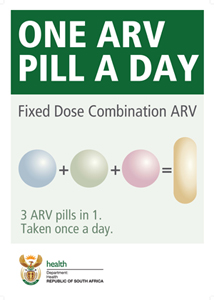 ONE ARV
PILL A DAY
Fixed Dose Combination ARV
+ + =
3 ARV pills in 1.
Taken once a day.
health
Department:
Health
REPUBLIC OF SOUTH AFRICA